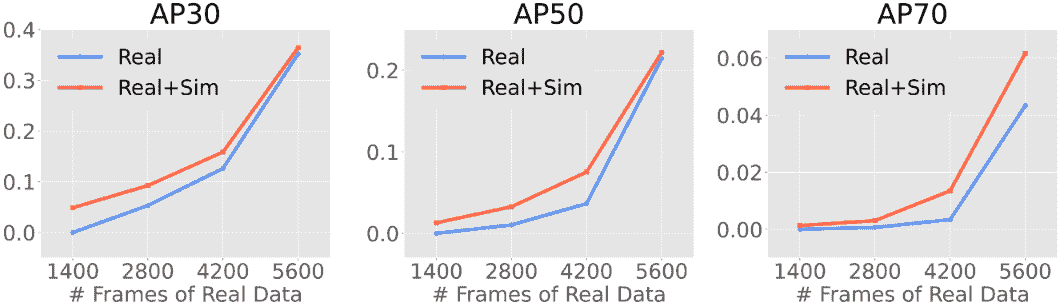 AP30
0.4
0.3
0.2
0.1
0.0
Real
Real+Sim
1400 2800 4200 5600
# Frames of Real Data
AP50
0.2
0.1
0.0
Real
Real+Sim
1400 2800 4200 5600
# Frames of Real Data
AP70
0.06
0.04
0.02
0.00
Real
Real+Sim
1400 2800 4200 5600
# Frames of Real Data